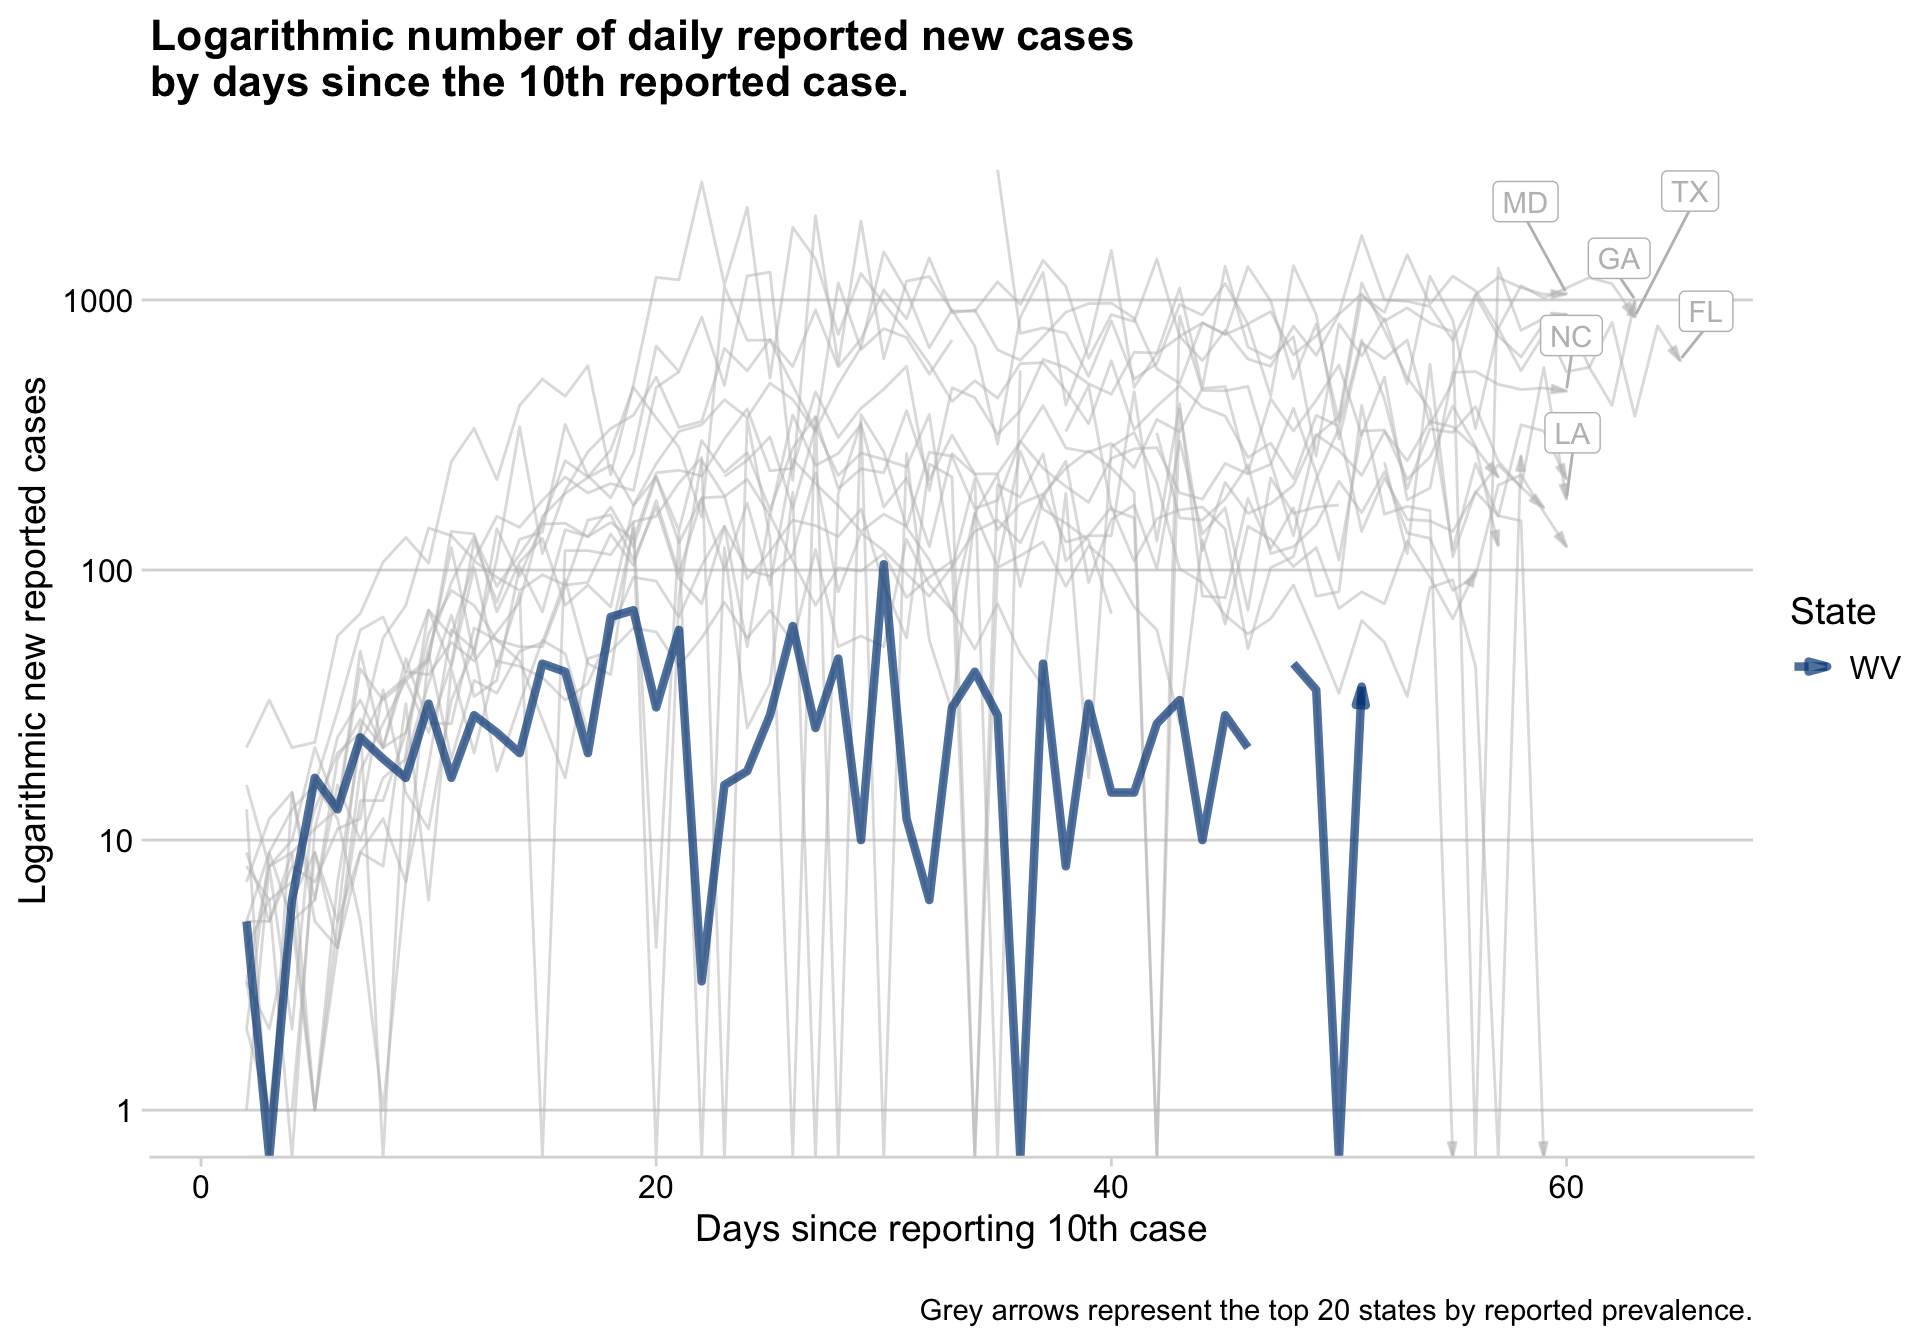 Logarithmic number of daily reported new cases
by days since the 10th reported case.
Logarithmic new reported cases
1000
100
10
1
MD
TX
GA
FL
NC
LA
State
WV
0
20
40
60
Days since reporting 10th case
Grey arrows represent the top 20 states by reported prevalence.